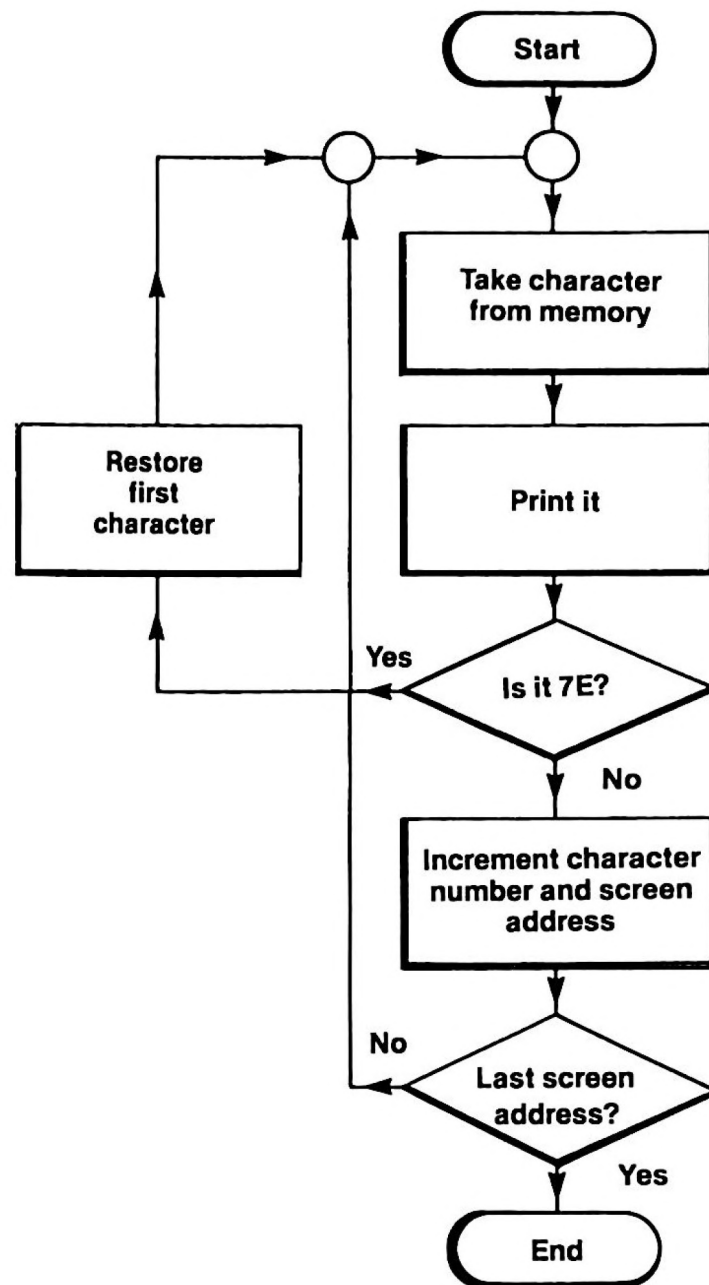 Start
Take character
from memory
Restore
first
character
Print it
Yes
Is it 7E?
No
Increment character
number and screen
address
No
Last screen
address?
Yes
End